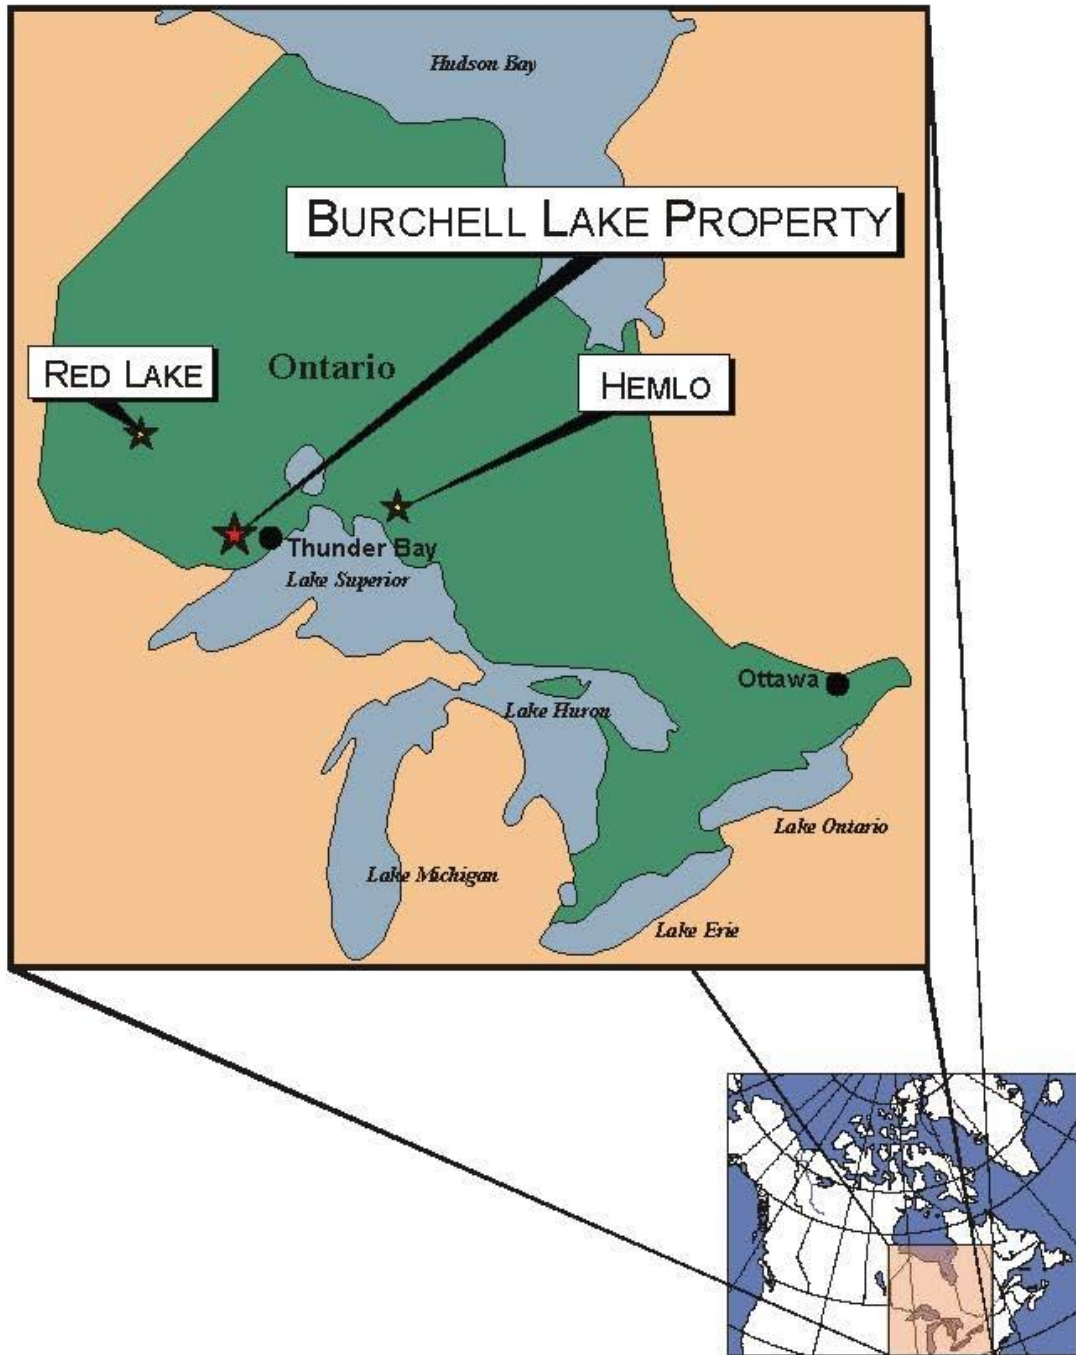 Hudson Bay
BURCHELL LAKE PROPERTY
RED LAKE
Ontario
HEMLO
Thunder Bay
Lake Superior
Ottawa
Lake Huron
Lake Ontario
Lake Michigan
Lake Erie